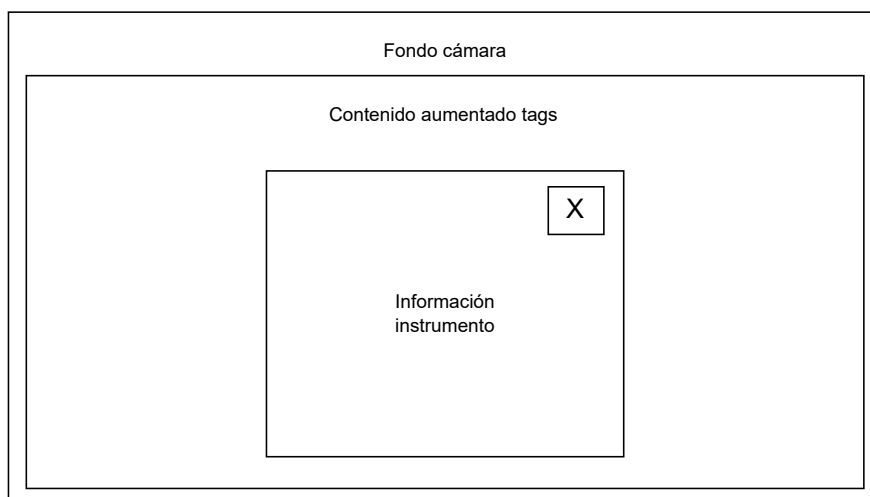 Fondo cámara
Contenido aumentado tags
X
Información
instrumento